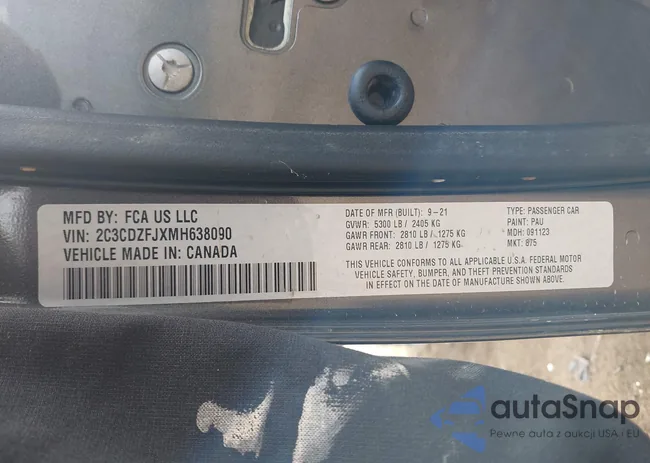 MFD BY: FCA US LLC
VIN: 2C3CDZFJXMH638090
VEHICLE MADE IN: CANADA
DATE OF MFR (BUILT): 9-21
GVWR: 5300 LB / 2405 KG
GAWR FRONT: 2810 LB / 1275 KG
GAWR REAR: 2810 LB / 1275 KG
TYPE: PASSENGER CAR
PAINT: PAU
MDH: 091123
MKT: 875
THIS VEHICLE CONFORMS TO ALL APPLICABLE U.S.A. FEDERAL MOTOR
VEHICLE SAFETY, BUMPER, AND THEFT PREVENTION STANDARDS
IN EFFECT ON THE DATE OF MANUFACTURE SHOWN ABOVE.
autaSnap
Pewne auta z aukcji USA i EU